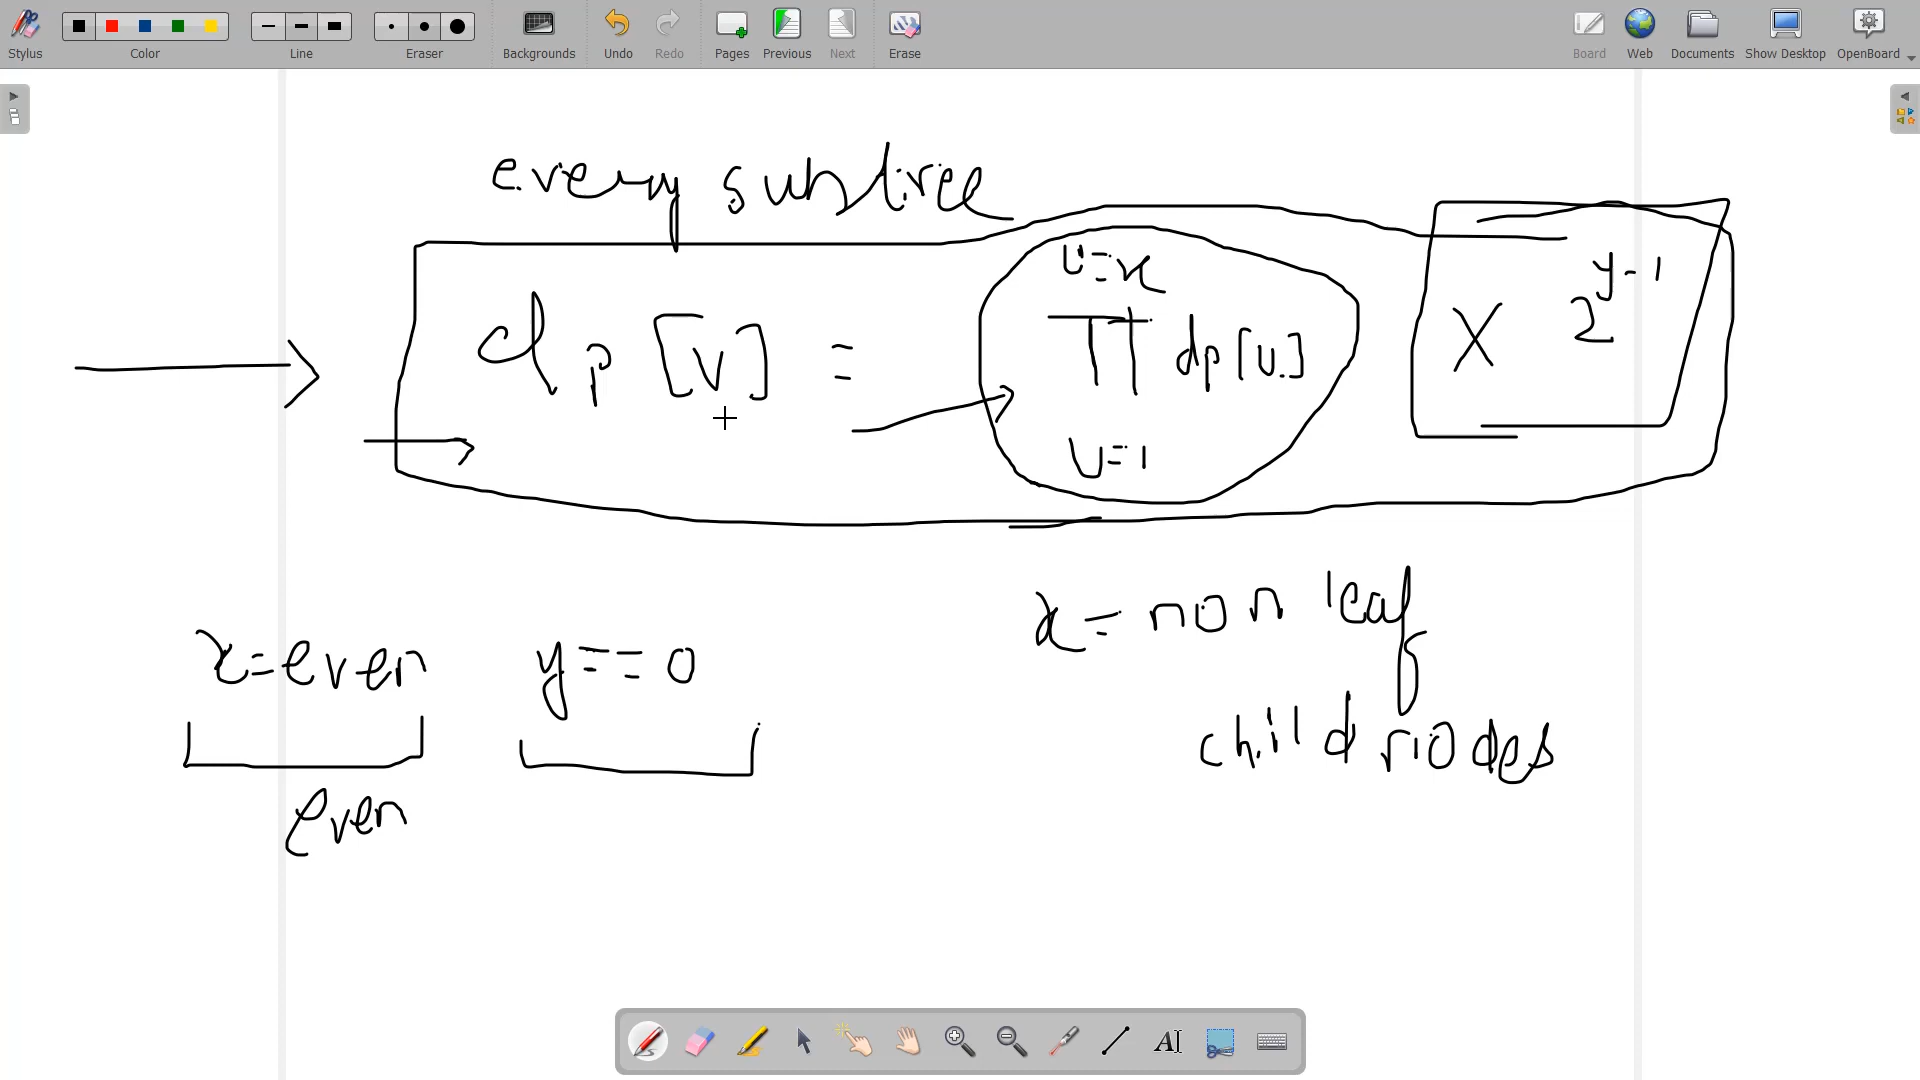 Stylus Color Line Eraser Backgrounds Undo Redo Pages Previous Next Erase Board Web Documents Show Desktop OpenBoard
every subtree
dp[v] = u=x ∏ u=1 dp[u] × 2^{y-1}
x = non leaf
child nodes
x=even y==0
even